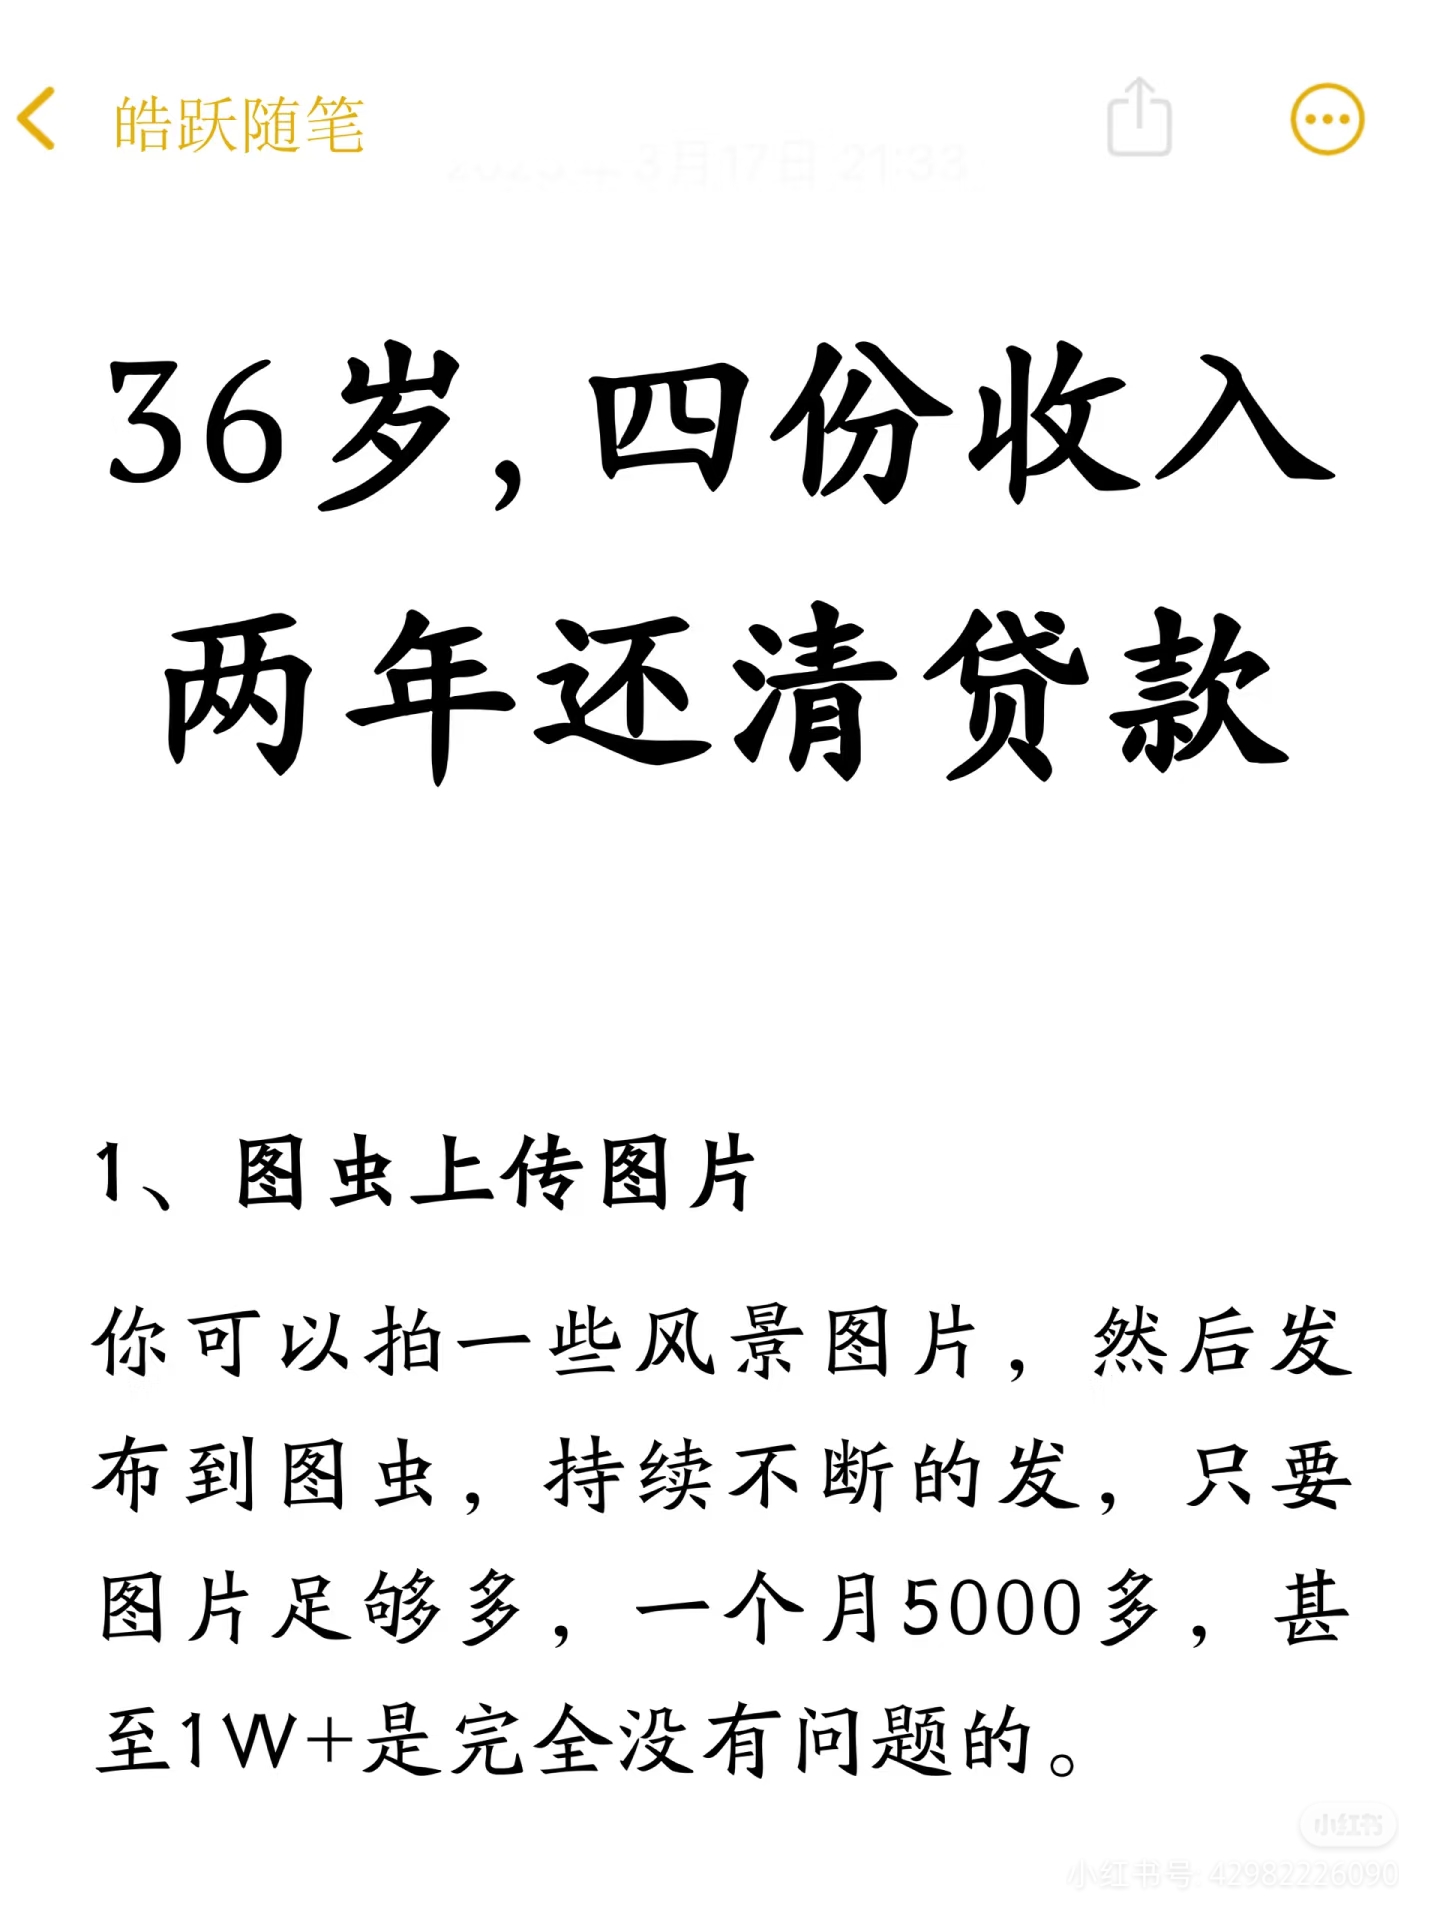 皓跃随笔
3月17日 21:33
36岁，四份收入
两年还清贷款
1、图虫上传图片
你可以拍一些风景图片，然后发
布到图虫，持续不断的发，只要
图片足够多，一个月5000多，甚
至1W+是完全没有问题的。
小红书
小红书号: 42982226090